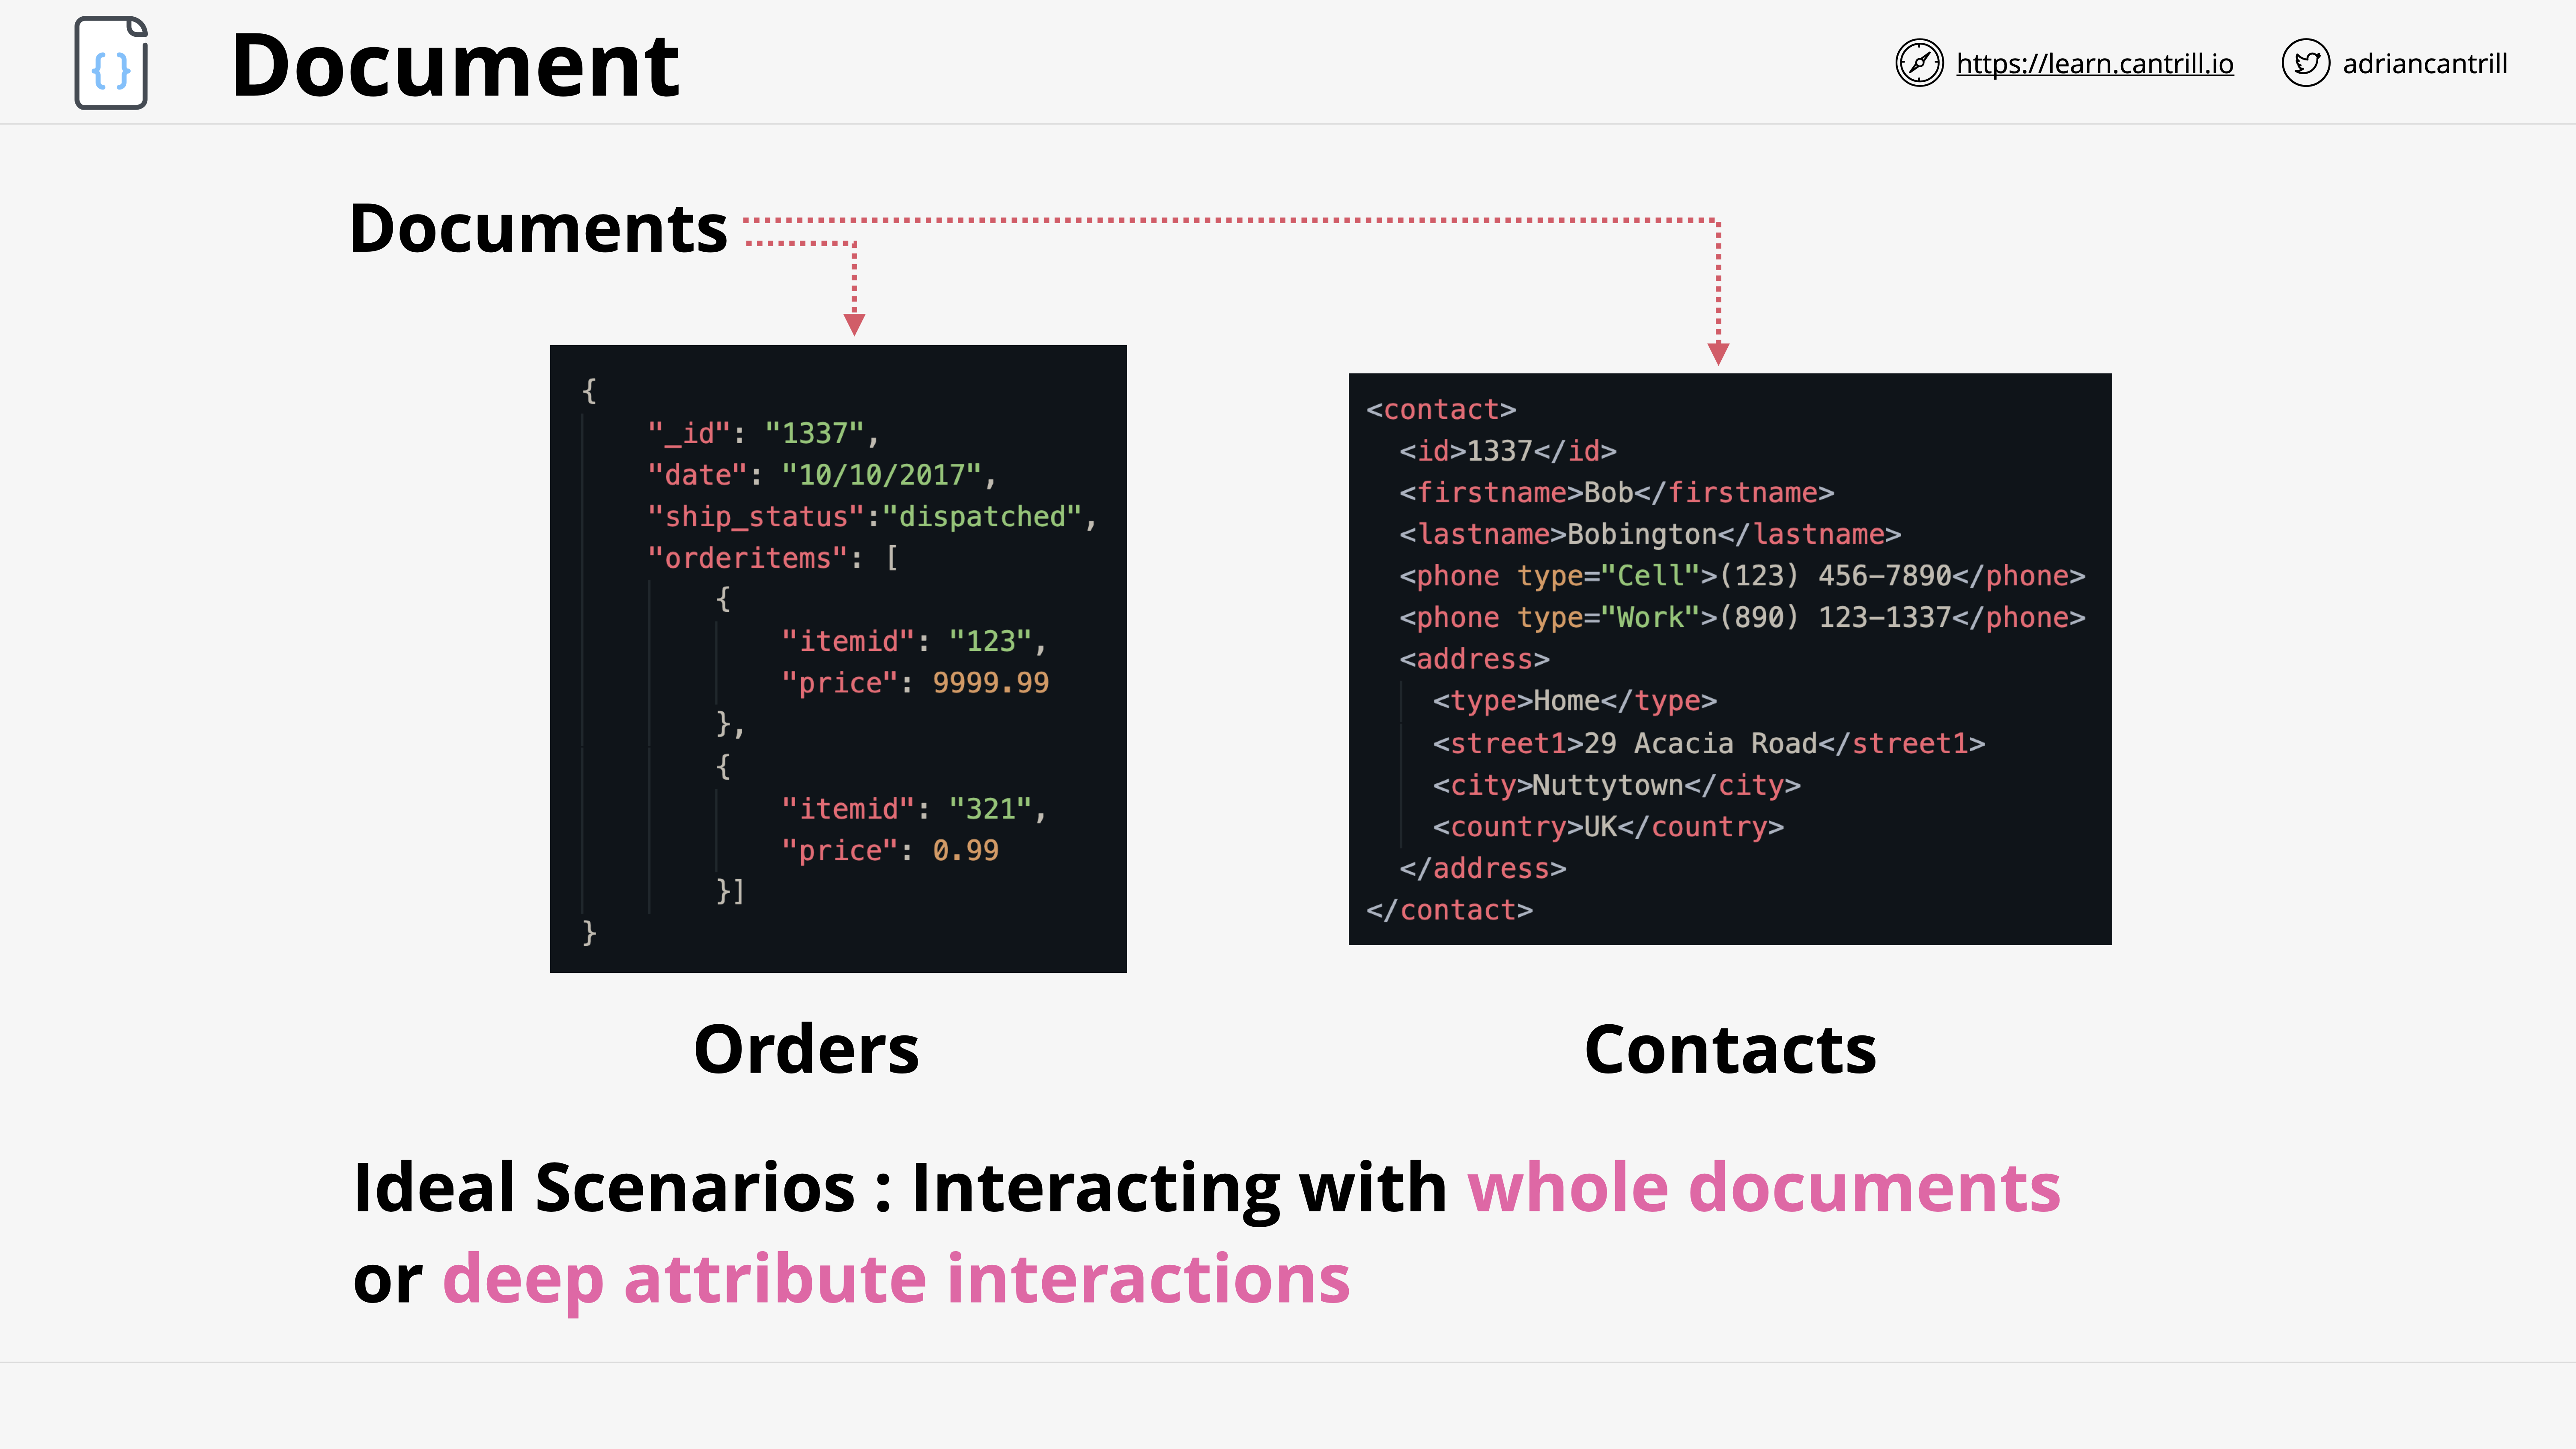 { }
Document
https://learn.cantrill.io
adriancantrill
Documents
{
"_id": "1337",
"date": "10/10/2017",
"ship_status":"dispatched",
"orderitems": [
{
"itemid": "123",
"price": 9999.99
},
{
"itemid": "321",
"price": 0.99
}]
}
Orders
<contact>
<id>1337</id>
<firstname>Bob</firstname>
<lastname>Bobington</lastname>
<phone type="Cell">(123) 456-7890</phone>
<phone type="Work">(890) 123-1337</phone>
<address>
<type>Home</type>
<street1>29 Acacia Road</street1>
<city>Nuttytown</city>
<country>UK</country>
</address>
</contact>
Contacts
Ideal Scenarios : Interacting with whole documents
or deep attribute interactions